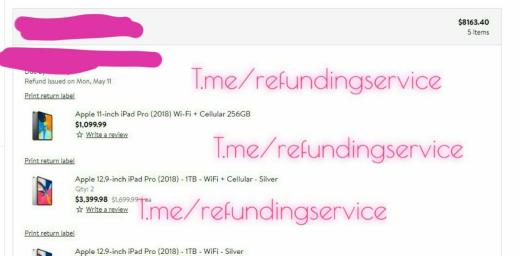 $8163.40
5 Items
Refund Issued on Mon, May 11
Print return label
T.me/refundingservice
Apple 11-inch iPad Pro (2018) Wi-Fi + Cellular 256GB
$1,099.99
☆ Write a review
T.me/refundingservice
Print return label
Apple 12.9-inch iPad Pro (2018) - 1TB - WiFi + Cellular - Silver
Qty: 2
$3,399.98 $1,699.99 ea
☆ Write a review
T.me/refundingservice
Print return label
Apple 12.9-inch iPad Pro (2018) - 1TB - WiFi - Silver